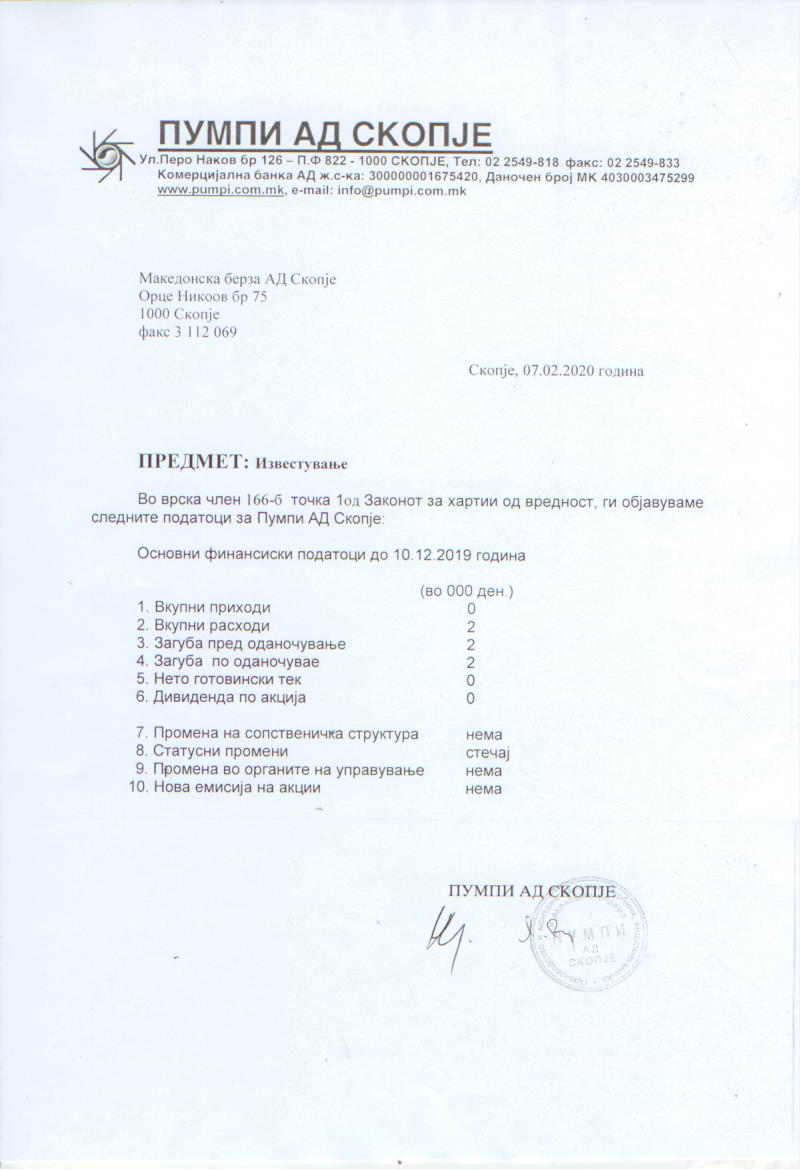 ПУМПИ АД СКОПЈЕ
Ул.Перо Наков бр 126 – П.Ф 822 - 1000 СКОПЈЕ, Тел: 02 2549-818 факс: 02 2549-833
Комерцијална банка АД ж.с-ка: 300000001675420, Даночен број МК 4030003475299
www.pumpi.com.mk, e-mail: info@pumpi.com.mk
Македонска берза АД Скопје
Орце Никоов бр 75
1000 Скопје
факс 3 112 069
Скопје, 07.02.2020 година
ПРЕДМЕТ: Известување
Во врска член 166-б точка 1од Законот за хартии од вредност, ги објавуваме
следните податоци за Пумпи АД Скопје:
Основни финансиски податоци до 10.12.2019 година
(во 000 ден.)
1. Вкупни приходи 0
2. Вкупни расходи 2
3. Загуба пред оданочување 2
4. Загуба по оданочувае 2
5. Нето готовински тек 0
6. Дивиденда по акција 0
7. Промена на сопственичка структура нема
8. Статусни промени стечај
9. Промена во органите на управување нема
10. Нова емисија на акции нема
ПУМПИ АД СКОПЈЕ
ПУМПИ
АД
СКОПЈЕ